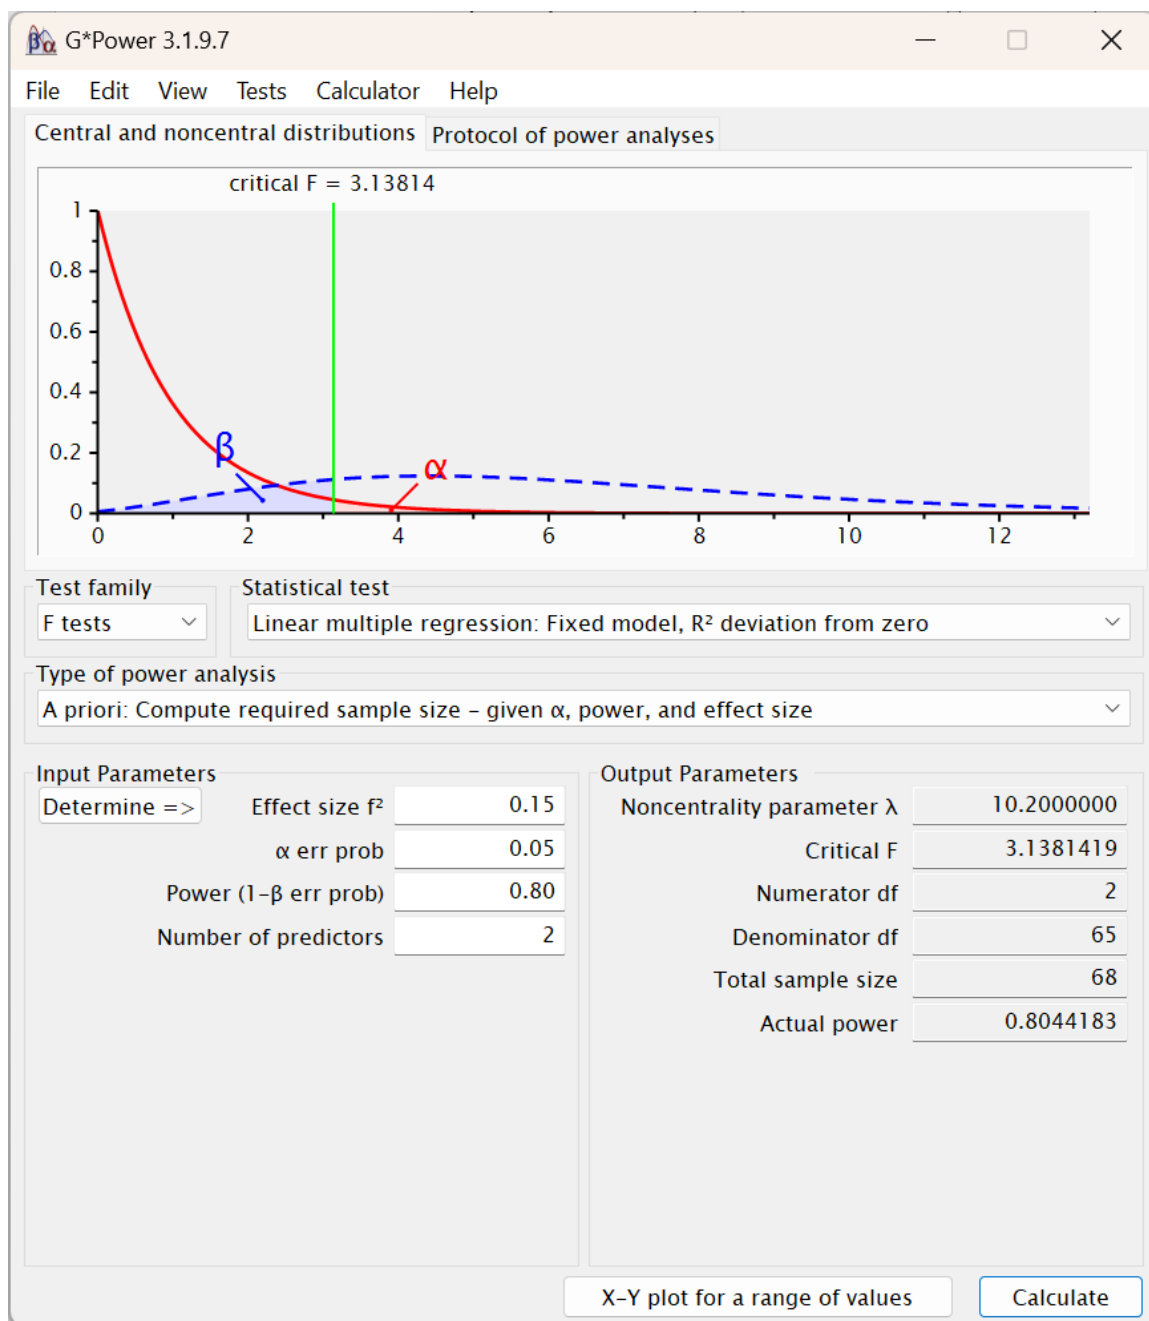 G*Power 3.1.9.7
File Edit View Tests Calculator Help
Central and noncentral distributions Protocol of power analyses
critical F = 3.13814
1
0.8
0.6
0.4
0.2
0
β
α
0 2 4 6 8 10 12
Test family Statistical test
F tests Linear multiple regression: Fixed model, R² deviation from zero
Type of power analysis
A priori: Compute required sample size – given α, power, and effect size
Input Parameters
Determine => Effect size f² 0.15
α err prob 0.05
Power (1–β err prob) 0.80
Number of predictors 2
Output Parameters
Noncentrality parameter λ 10.2000000
Critical F 3.1381419
Numerator df 2
Denominator df 65
Total sample size 68
Actual power 0.8044183
X–Y plot for a range of values Calculate